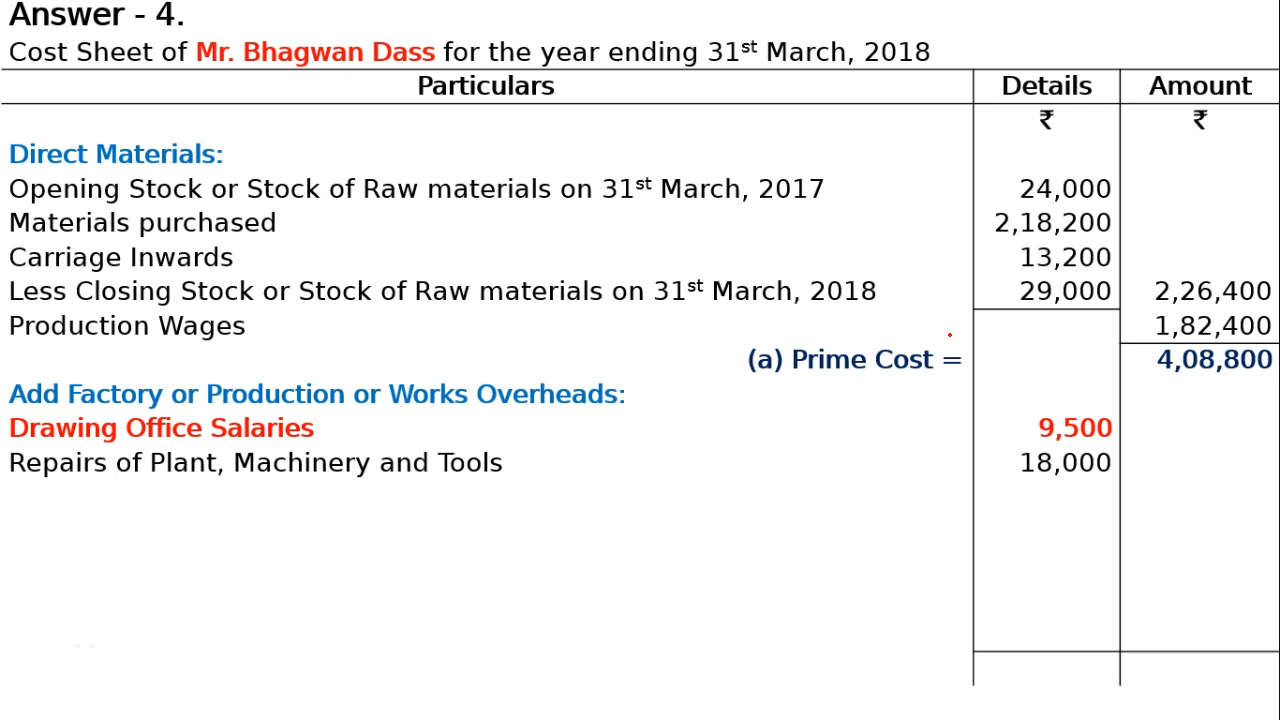 Answer - 4.
Cost Sheet of Mr. Bhagwan Dass for the year ending 31st March, 2018
Particulars Details Amount
₹ ₹
Direct Materials:
Opening Stock or Stock of Raw materials on 31st March, 2017 24,000
Materials purchased 2,18,200
Carriage Inwards 13,200
Less Closing Stock or Stock of Raw materials on 31st March, 2018 29,000 2,26,400
Production Wages 1,82,400
(a) Prime Cost = 4,08,800
Add Factory or Production or Works Overheads:
Drawing Office Salaries 9,500
Repairs of Plant, Machinery and Tools 18,000